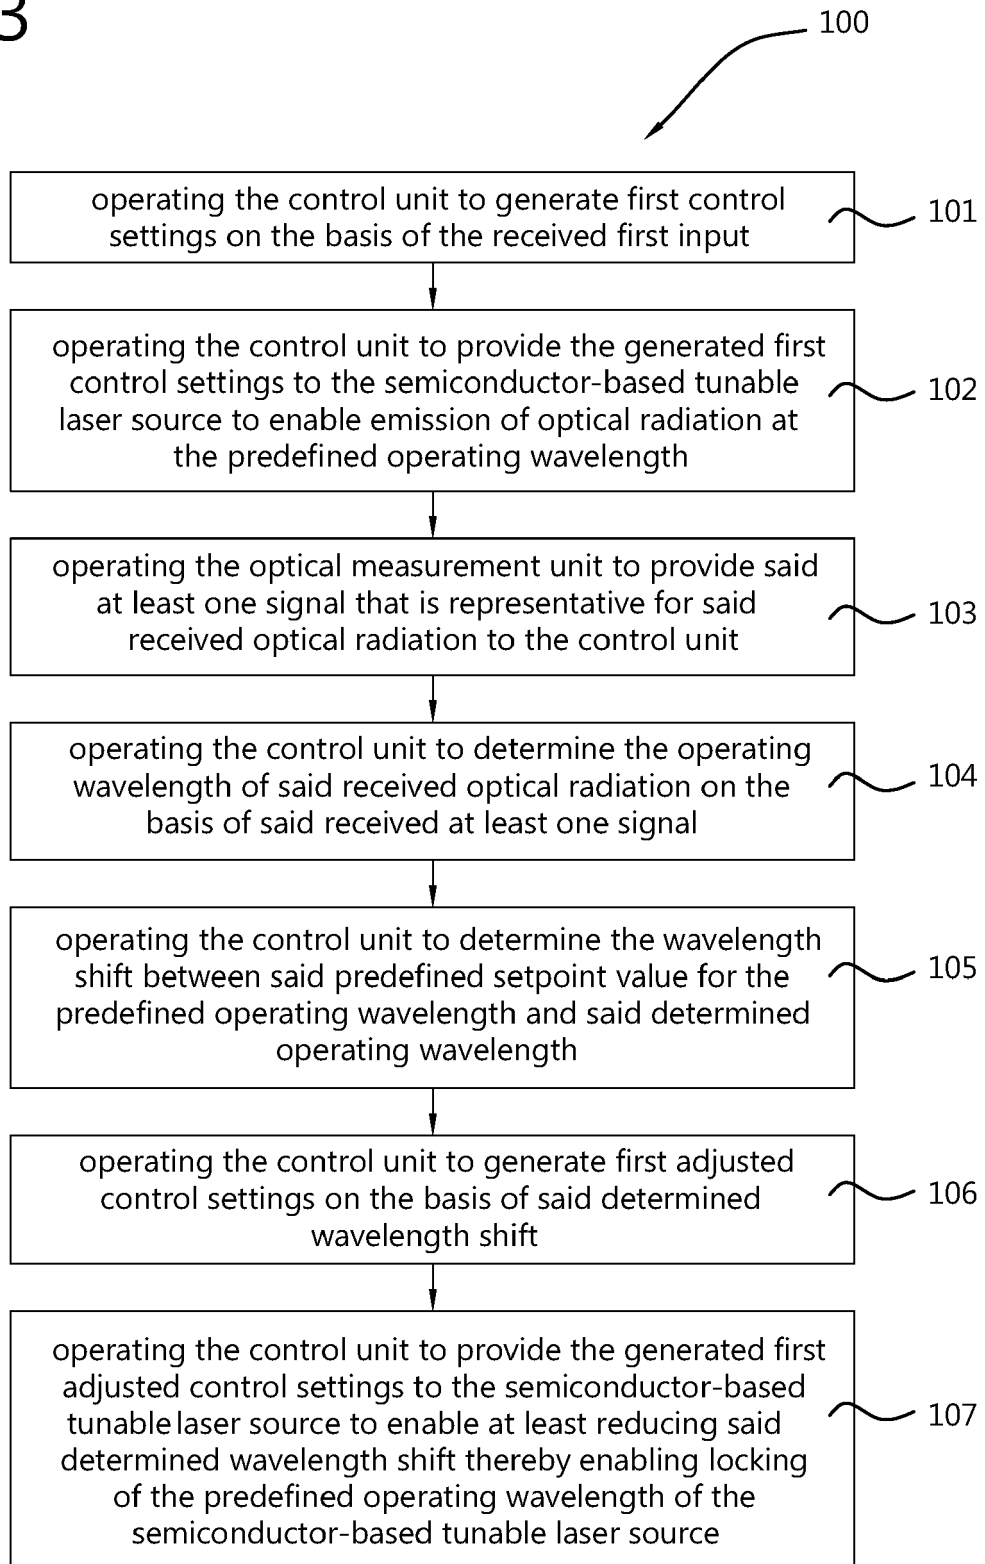 3
100
operating the control unit to generate first control
settings on the basis of the received first input
101
operating the control unit to provide the generated first
control settings to the semiconductor-based tunable
laser source to enable emission of optical radiation at
the predefined operating wavelength
102
operating the optical measurement unit to provide said
at least one signal that is representative for said
received optical radiation to the control unit
103
operating the control unit to determine the operating
wavelength of said received optical radiation on the
basis of said received at least one signal
104
operating the control unit to determine the wavelength
shift between said predefined setpoint value for the
predefined operating wavelength and said determined
operating wavelength
105
operating the control unit to generate first adjusted
control settings on the basis of said determined
wavelength shift
106
operating the control unit to provide the generated first
adjusted control settings to the semiconductor-based
tunable laser source to enable at least reducing said
determined wavelength shift thereby enabling locking
of the predefined operating wavelength of the
semiconductor-based tunable laser source
107